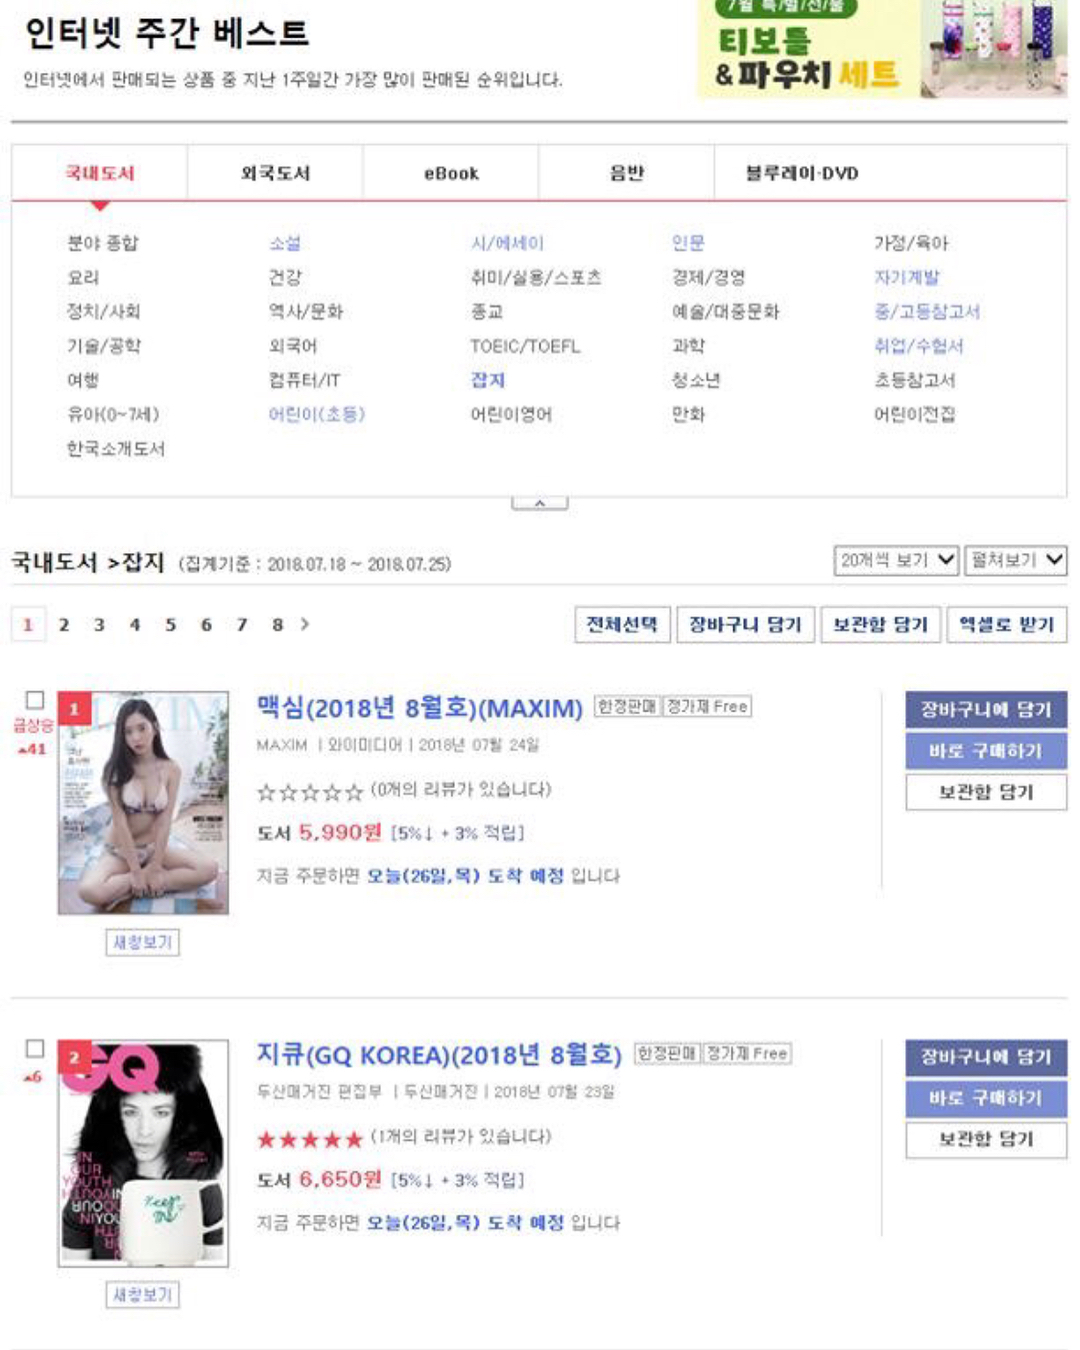 7월 특/별/선/물
인터넷 주간 베스트
티보틀
&파우치 세트
인터넷에서 판매되는 상품 중 지난 1주일간 가장 많이 판매된 순위입니다.
국내도서 외국도서 eBook 음반 블루레이·DVD
분야 종합 소설 시/에세이 인문 가정/육아
요리 건강 취미/실용/스포츠 경제/경영 자기계발
정치/사회 역사/문화 종교 예술/대중문화 중/고등참고서
기술/공학 외국어 TOEIC/TOEFL 과학 취업/수험서
여행 컴퓨터/IT 잡지 청소년 초등참고서
유아(0~7세) 어린이(초등) 어린이영어 만화 어린이전집
한국소개도서
국내도서 >잡지 (집계기준 : 2018.07.18 ~ 2018.07.25) 20개씩 보기 펼쳐보기
1 2 3 4 5 6 7 8 > 전체선택 장바구니 담기 보관함 담기 엑셀로 받기
급상승
▲41
1
MAXIM
맥심(2018년 8월호)(MAXIM) 한정판매 정가제 Free
MAXIM | 와이미디어 | 2018년 07월 24일
☆☆☆☆☆ (0개의 리뷰가 있습니다)
도서 5,990원 [5%↓ + 3% 적립]
지금 주문하면 오늘(26일,목) 도착 예정 입니다
장바구니에 담기
바로 구매하기
보관함 담기
새창보기
▲6
2
GQ
IN
OUR
YOUTH
Keep
지큐(GQ KOREA)(2018년 8월호) 한정판매 정가제 Free
두산매거진 편집부 | 두산매거진 | 2018년 07월 23일
★★★★★ (1개의 리뷰가 있습니다)
도서 6,650원 [5%↓ + 3% 적립]
지금 주문하면 오늘(26일,목) 도착 예정 입니다
장바구니에 담기
바로 구매하기
보관함 담기
새창보기